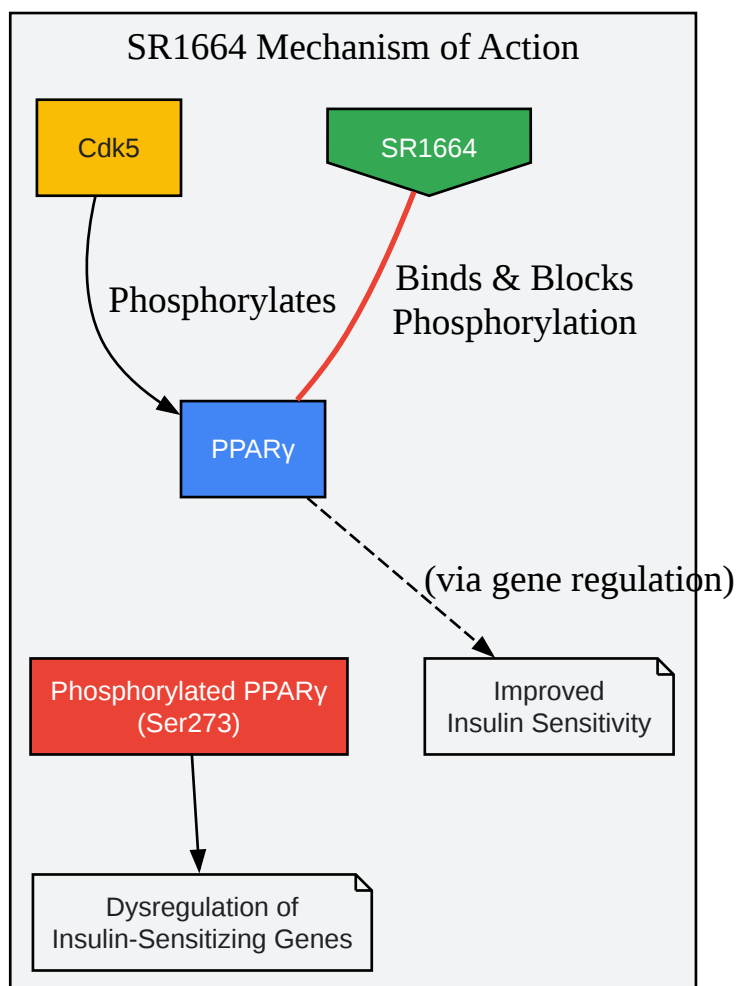 SR1664 Mechanism of Action
Cdk5
SR1664
Phosphorylates
Binds & Blocks
Phosphorylation
PPARγ
(via gene regulation)
Phosphorylated PPARγ
(Ser273)
Improved
Insulin Sensitivity
Dysregulation of
Insulin-Sensitizing Genes